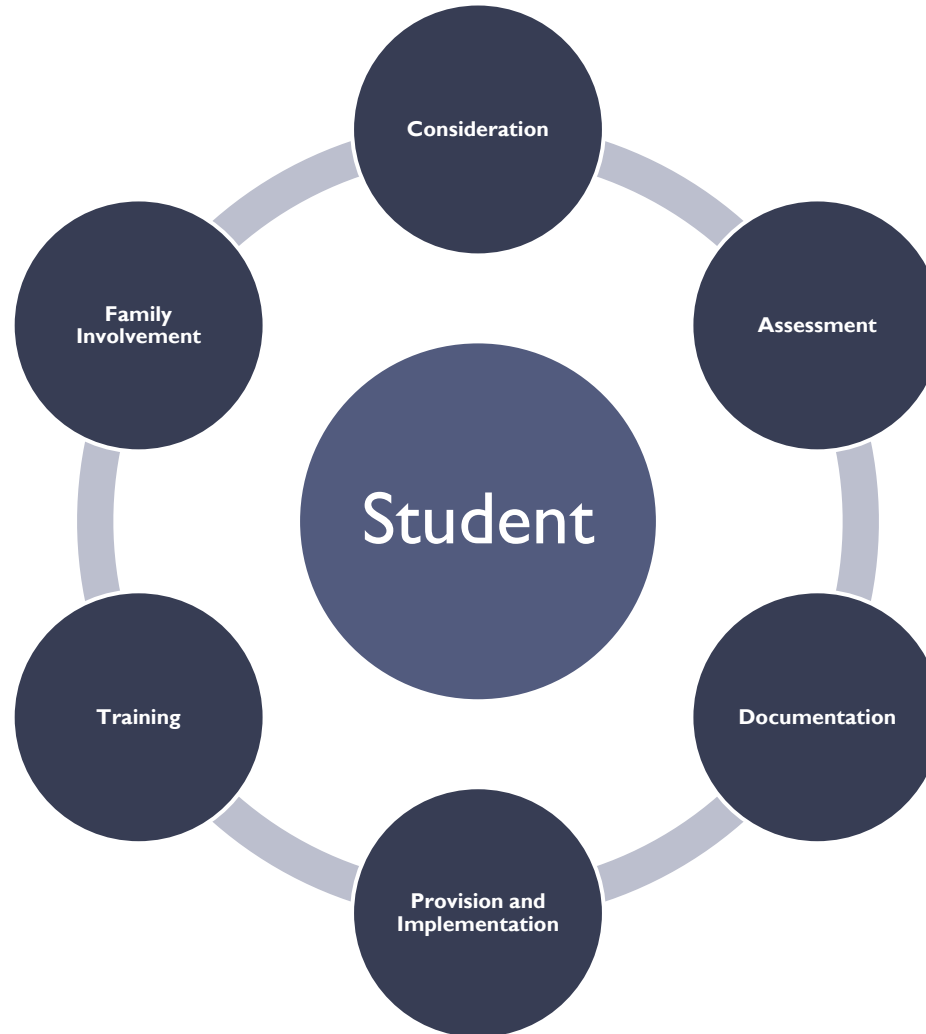 Consideration
Assessment
Documentation
Provision and
Implementation
Training
Family
Involvement
Student